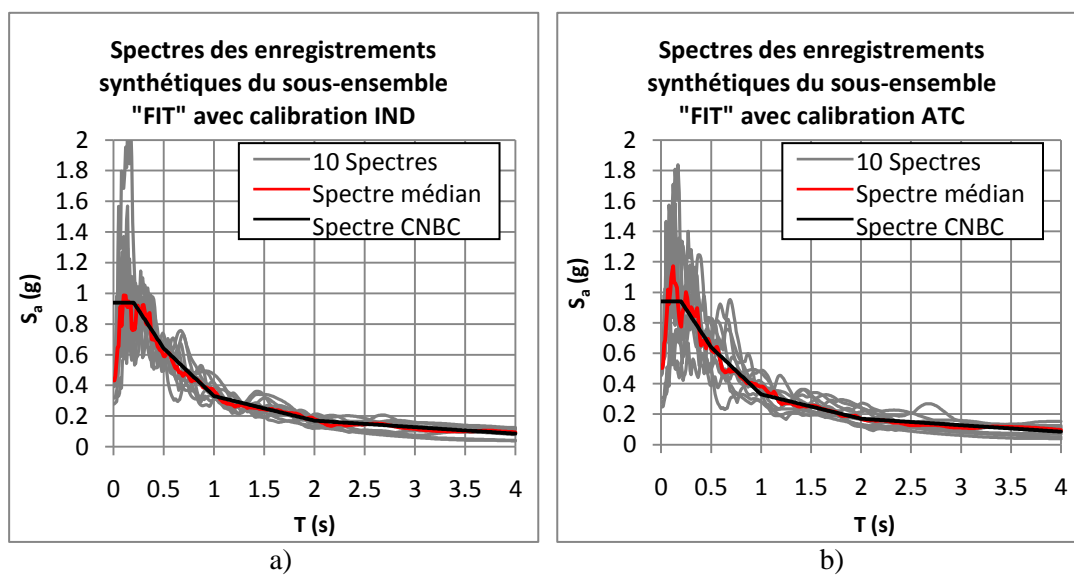 Spectres des enregistrements
synthétiques du sous-ensemble
"FIT" avec calibration IND
2
1.8
1.6
1.4
1.2
1
0.8
0.6
0.4
0.2
0
Sa (g)
10 Spectres
Spectre médian
Spectre CNBC
0 0.5 1 1.5 2 2.5 3 3.5 4
T (s)
a)
Spectres des enregistrements
synthétiques du sous-ensemble
"FIT" avec calibration ATC
2
1.8
1.6
1.4
1.2
1
0.8
0.6
0.4
0.2
0
Sa (g)
10 Spectres
Spectre médian
Spectre CNBC
0 0.5 1 1.5 2 2.5 3 3.5 4
T (s)
b)